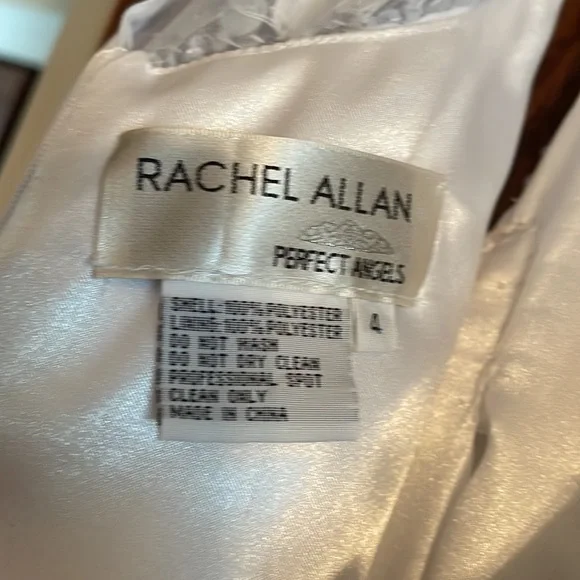 RACHEL ALLAN
PERFECT ANGELS
4
SHELL: 100% POLYESTER
LINING: 100% POLYESTER
DO NOT WASH
DO NOT DRY CLEAN
PROFESSIONAL SPOT
CLEAN ONLY
MADE IN CHINA